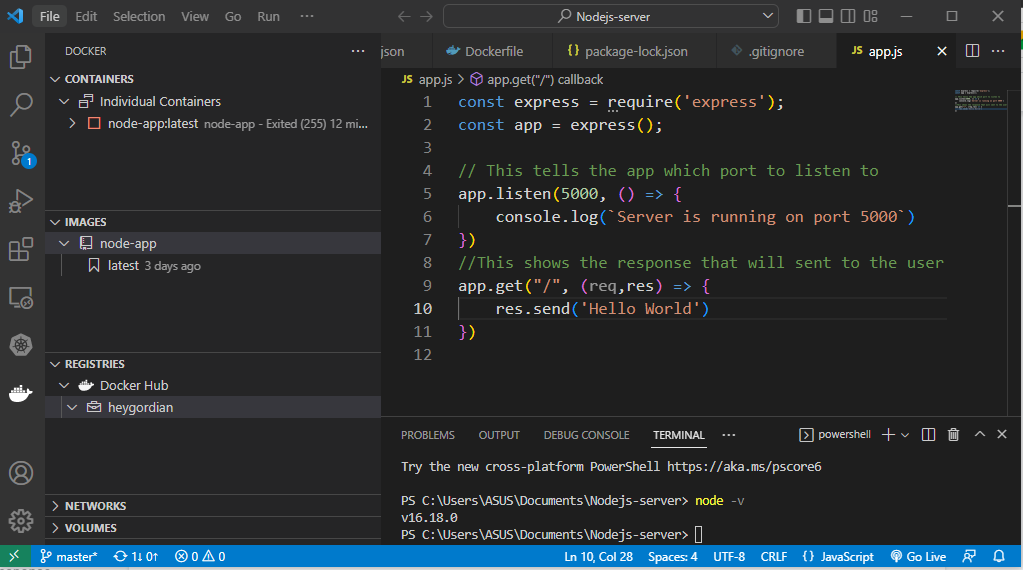 File Edit Selection View Go Run ··· Nodejs-server
DOCKER ···
CONTAINERS
Individual Containers
node-app:latest node-app - Exited (255) 12 mi...
IMAGES
node-app
latest 3 days ago
REGISTRIES
Docker Hub
heygordian
NETWORKS
VOLUMES
1
json Dockerfile {} package-lock.json .gitignore JS app.js ···
JS app.js > app.get("/") callback
1 const express = require('express');
2 const app = express();
3
4 // This tells the app which port to listen to
5 app.listen(5000, () => {
6 console.log(`Server is running on port 5000`)
7 })
8 //This shows the response that will sent to the user
9 app.get("/", (req,res) => {
10 res.send('Hello World')
11 })
12
PROBLEMS OUTPUT DEBUG CONSOLE TERMINAL ··· powershell
Try the new cross-platform PowerShell https://aka.ms/pscore6
PS C:\Users\ASUS\Documents\Nodejs-server> node -v
v16.18.0
PS C:\Users\ASUS\Documents\Nodejs-server>
master* 1↓ 0↑ 0 0 Ln 10, Col 28 Spaces: 4 UTF-8 CRLF {} JavaScript Go Live